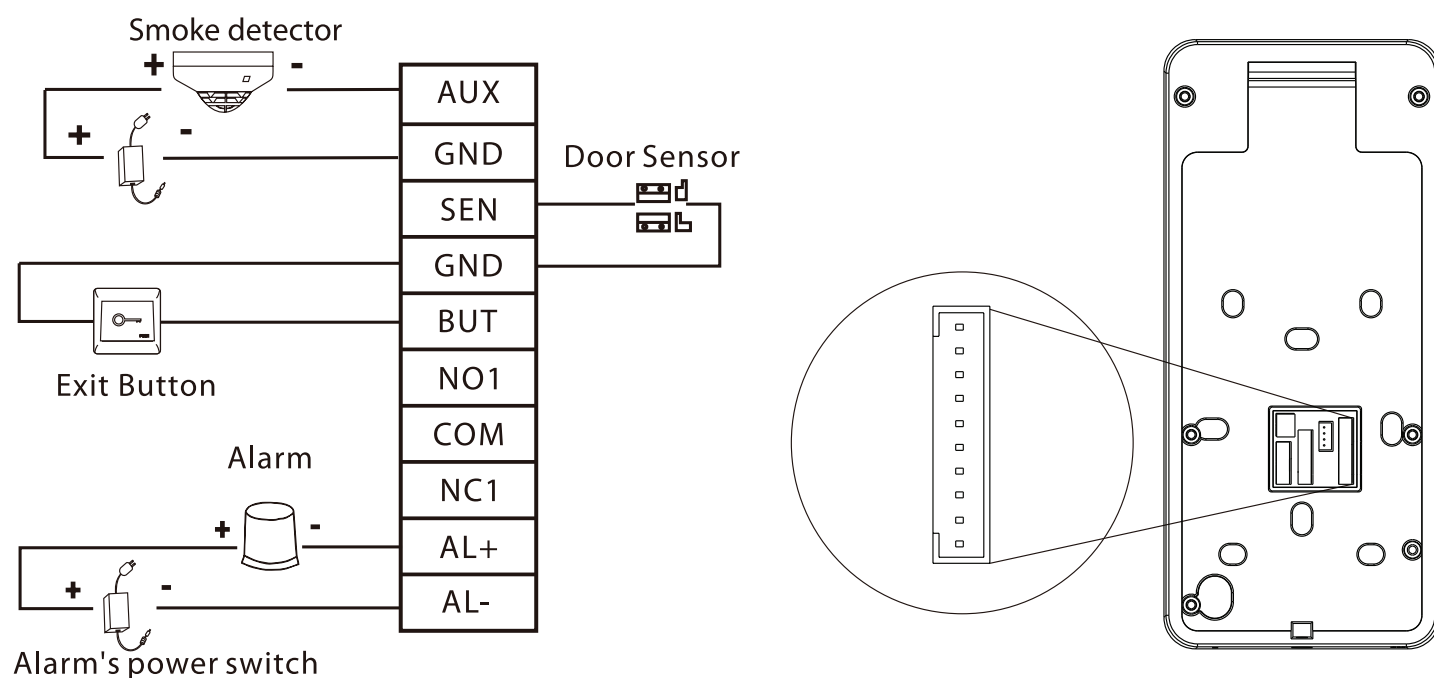 Smoke detector
+ -
+ -
AUX
GND
SEN
GND
BUT
NO1
COM
NC1
AL+
AL-
Door Sensor
Exit Button
Alarm
+ -
+ -
Alarm's power switch